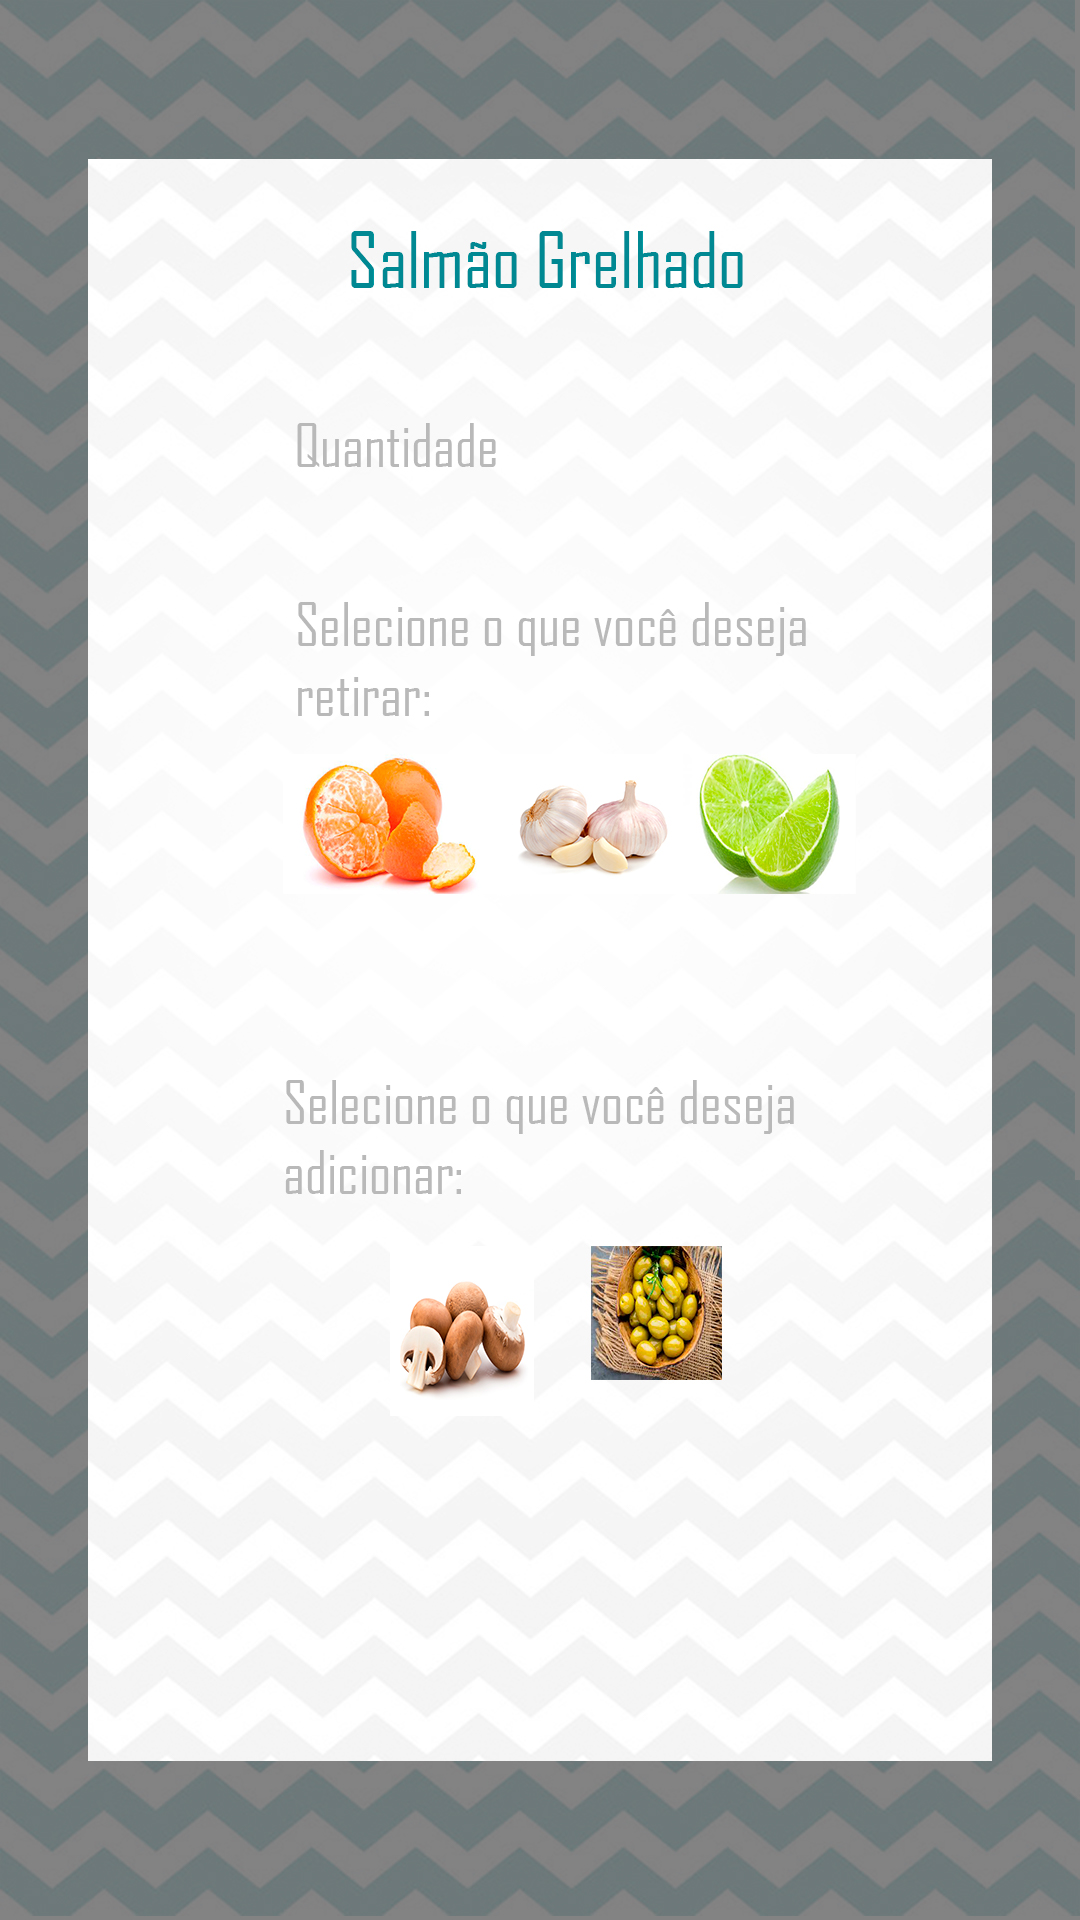 Salmão Grelhado
Quantidade
Selecione o que você deseja
retirar:
Selecione o que você deseja
adicionar: